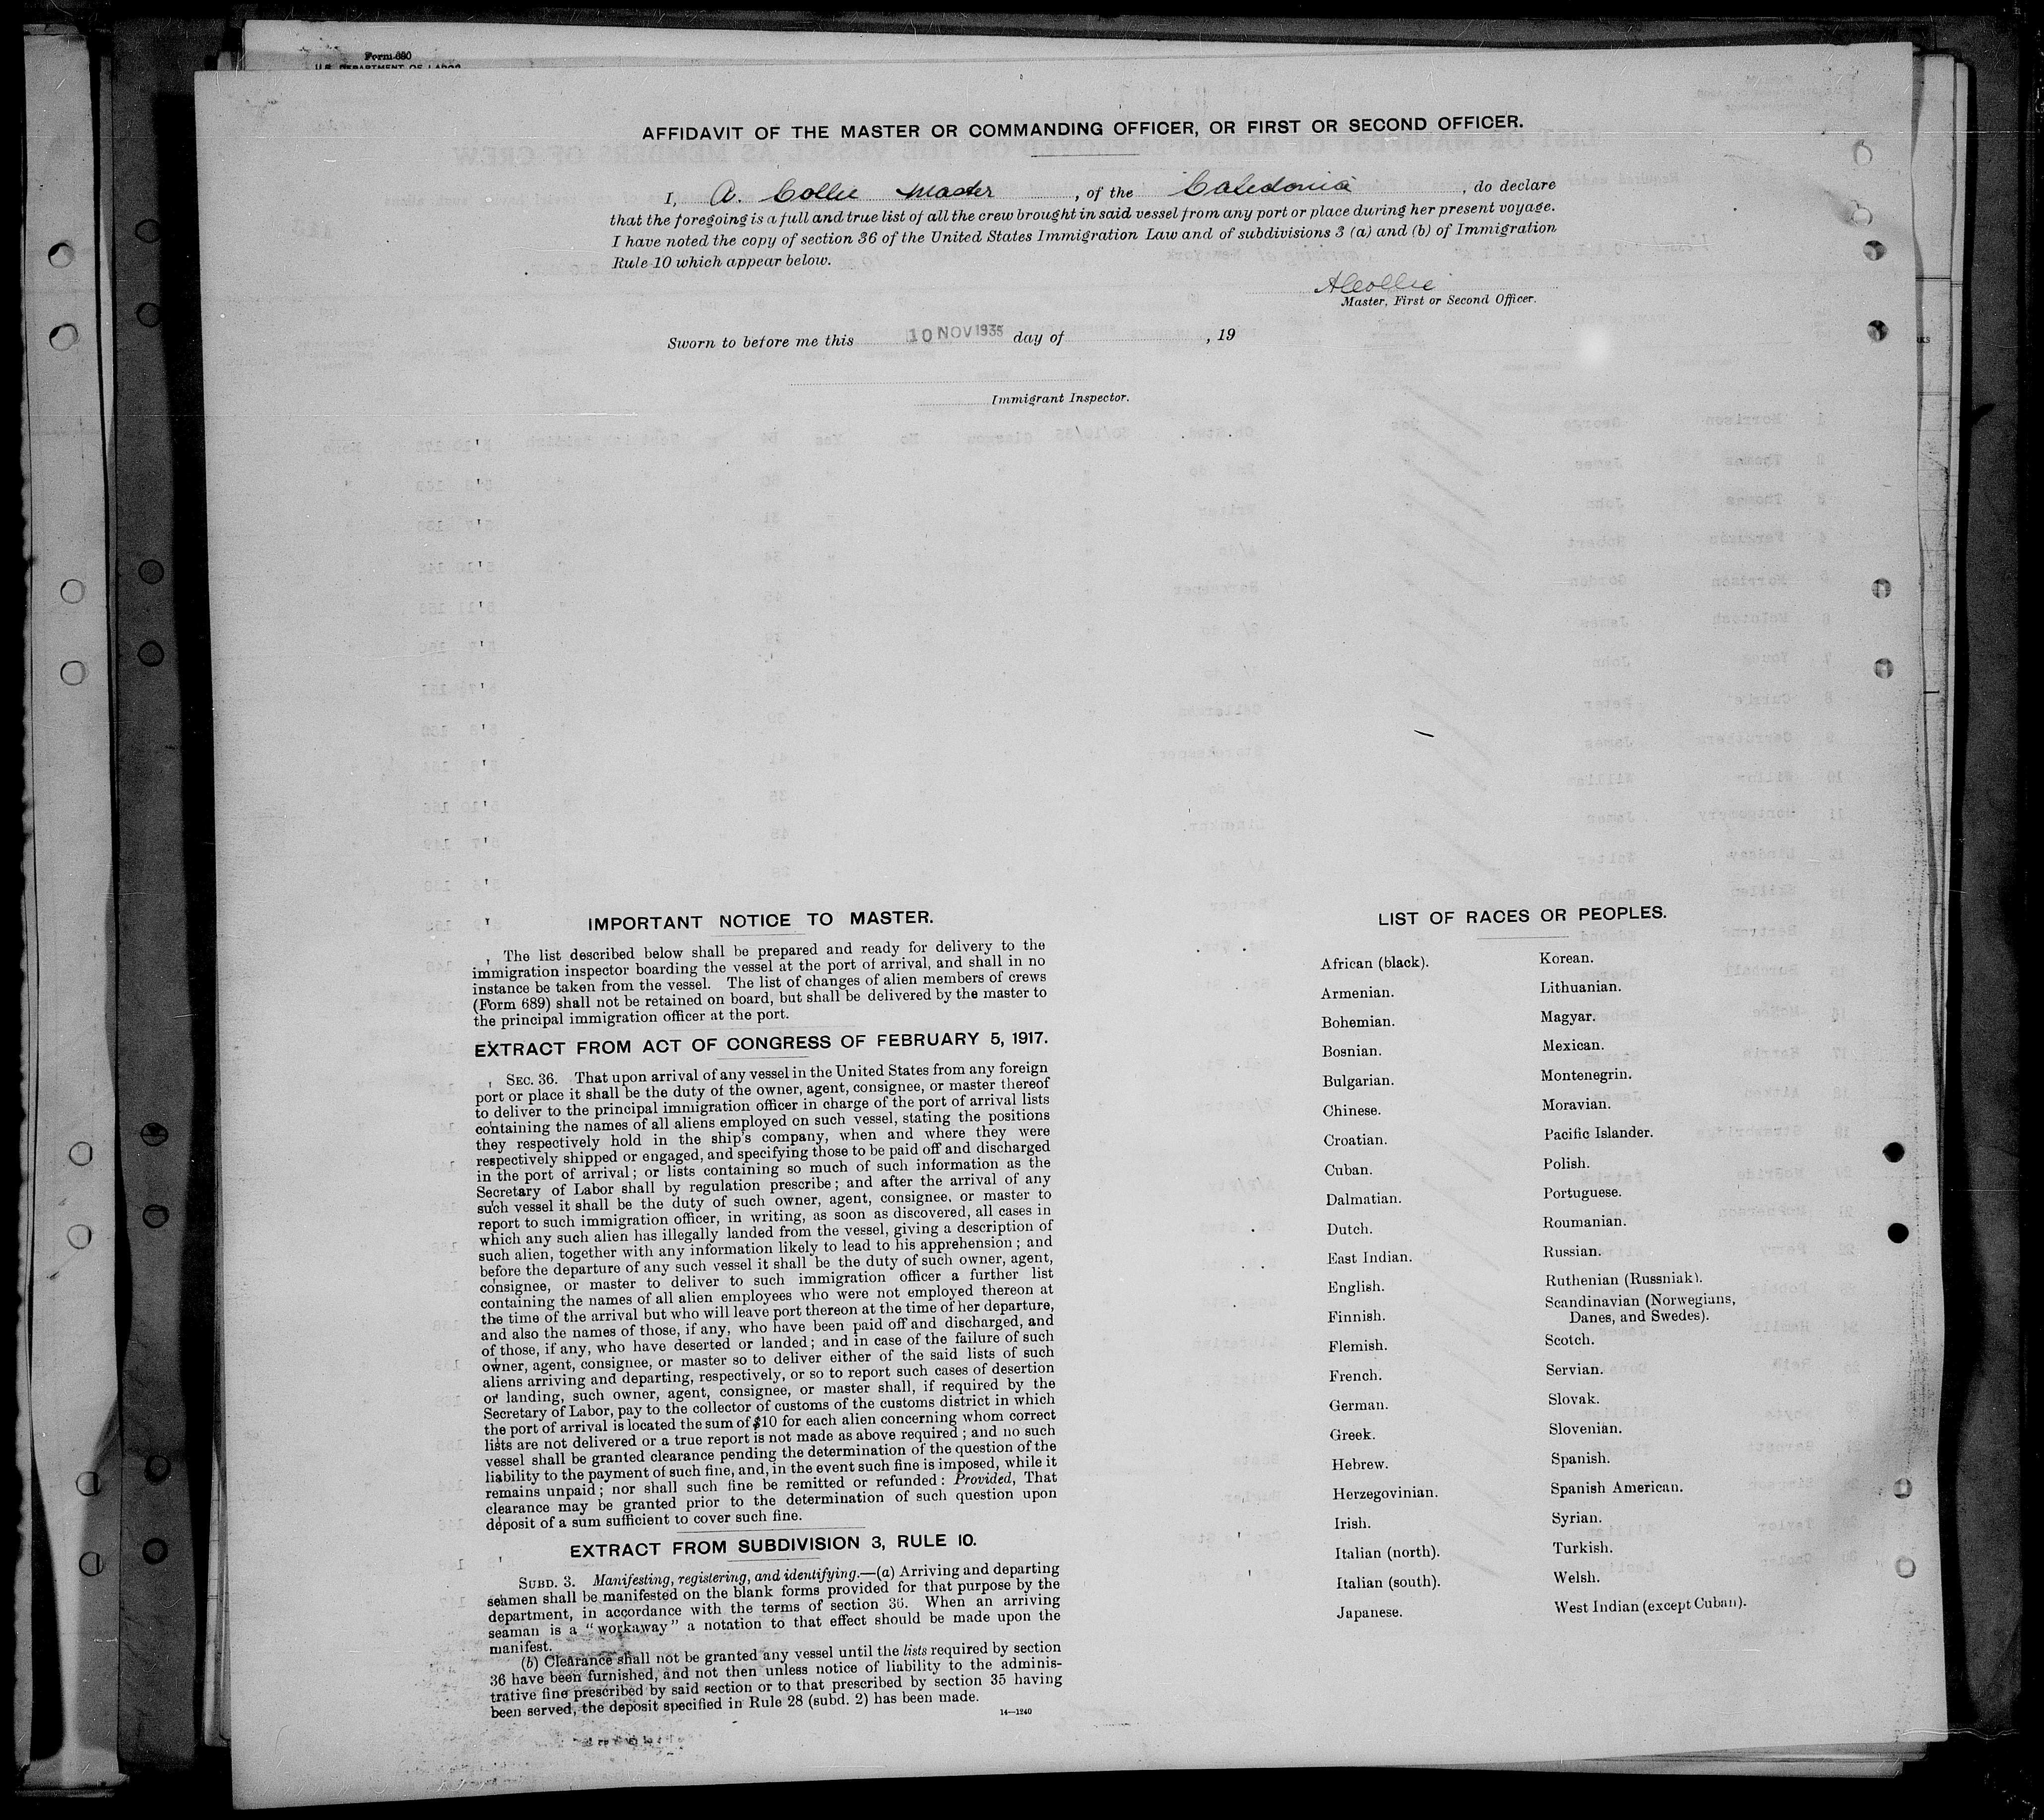 Form 680
U.S. DEPARTMENT OF LABOR
AFFIDAVIT OF THE MASTER OR COMMANDING OFFICER, OR FIRST OR SECOND OFFICER.
I, A. Collie Master, of the Caledonia, do declare
that the foregoing is a full and true list of all the crew brought in said vessel from any port or place during her present voyage.
I have noted the copy of section 36 of the United States Immigration Law and of subdivisions 3 (a) and (b) of Immigration
Rule 10 which appear below.
A Collie
Master, First or Second Officer.
Sworn to before me this 10 NOV 1935 day of , 19
Immigrant Inspector.
IMPORTANT NOTICE TO MASTER.
The list described below shall be prepared and ready for delivery to the
immigration inspector boarding the vessel at the port of arrival, and shall in no
instance be taken from the vessel. The list of changes of alien members of crews
(Form 689) shall not be retained on board, but shall be delivered by the master to
the principal immigration officer at the port.
EXTRACT FROM ACT OF CONGRESS OF FEBRUARY 5, 1917.
SEC. 36. That upon arrival of any vessel in the United States from any foreign
port or place it shall be the duty of the owner, agent, consignee, or master thereof
to deliver to the principal immigration officer in charge of the port of arrival lists
containing the names of all aliens employed on such vessel, stating the positions
they respectively hold in the ship's company, when and where they were
respectively shipped or engaged, and specifying those to be paid off and discharged
in the port of arrival; or lists containing so much of such information as the
Secretary of Labor shall by regulation prescribe; and after the arrival of any
such vessel it shall be the duty of such owner, agent, consignee, or master to
report to such immigration officer, in writing, as soon as discovered, all cases in
which any such alien has illegally landed from the vessel, giving a description of
such alien, together with any information likely to lead to his apprehension; and
before the departure of any such vessel it shall be the duty of such owner, agent,
consignee, or master to deliver to such immigration officer a further list
containing the names of all alien employees who were not employed thereon at
the time of the arrival but who will leave port thereon at the time of her departure,
and also the names of those, if any, who have been paid off and discharged, and
of those, if any, who have deserted or landed; and in case of the failure of such
owner, agent, consignee, or master so to deliver either of the said lists of such
aliens arriving and departing, respectively, or so to report such cases of desertion
or landing, such owner, agent, consignee, or master shall, if required by the
Secretary of Labor, pay to the collector of customs of the customs district in which
the port of arrival is located the sum of $10 for each alien concerning whom correct
lists are not delivered or a true report is not made as above required; and no such
vessel shall be granted clearance pending the determination of the question of the
liability to the payment of such fine, and, in the event such fine is imposed, while it
remains unpaid; nor shall such fine be remitted or refunded: Provided, That
clearance may be granted prior to the determination of such question upon
deposit of a sum sufficient to cover such fine.
EXTRACT FROM SUBDIVISION 3, RULE 10.
SUBD. 3. Manifesting, registering, and identifying.—(a) Arriving and departing
seamen shall be manifested on the blank forms provided for that purpose by the
department, in accordance with the terms of section 36. When an arriving
seaman is a "workaway" a notation to that effect should be made upon the
manifest.
(b) Clearance shall not be granted any vessel until the lists required by section
36 have been furnished, and not then unless notice of liability to the adminis-
trative fine prescribed by said section or to that prescribed by section 35 having
been served, the deposit specified in Rule 28 (subd. 2) has been made.
14—1240
LIST OF RACES OR PEOPLES.
African (black).
Armenian.
Bohemian.
Bosnian.
Bulgarian.
Chinese.
Croatian.
Cuban.
Dalmatian.
Dutch.
East Indian.
English.
Finnish.
Flemish.
French.
German.
Greek.
Hebrew.
Herzegovinian.
Irish.
Italian (north).
Italian (south).
Japanese.
Korean.
Lithuanian.
Magyar.
Mexican.
Montenegrin.
Moravian.
Pacific Islander.
Polish.
Portuguese.
Roumanian.
Russian.
Ruthenian (Russniak).
Scandinavian (Norwegians,
Danes, and Swedes).
Scotch.
Servian.
Slovak.
Slovenian.
Spanish.
Spanish American.
Syrian.
Turkish.
Welsh.
West Indian (except Cuban).